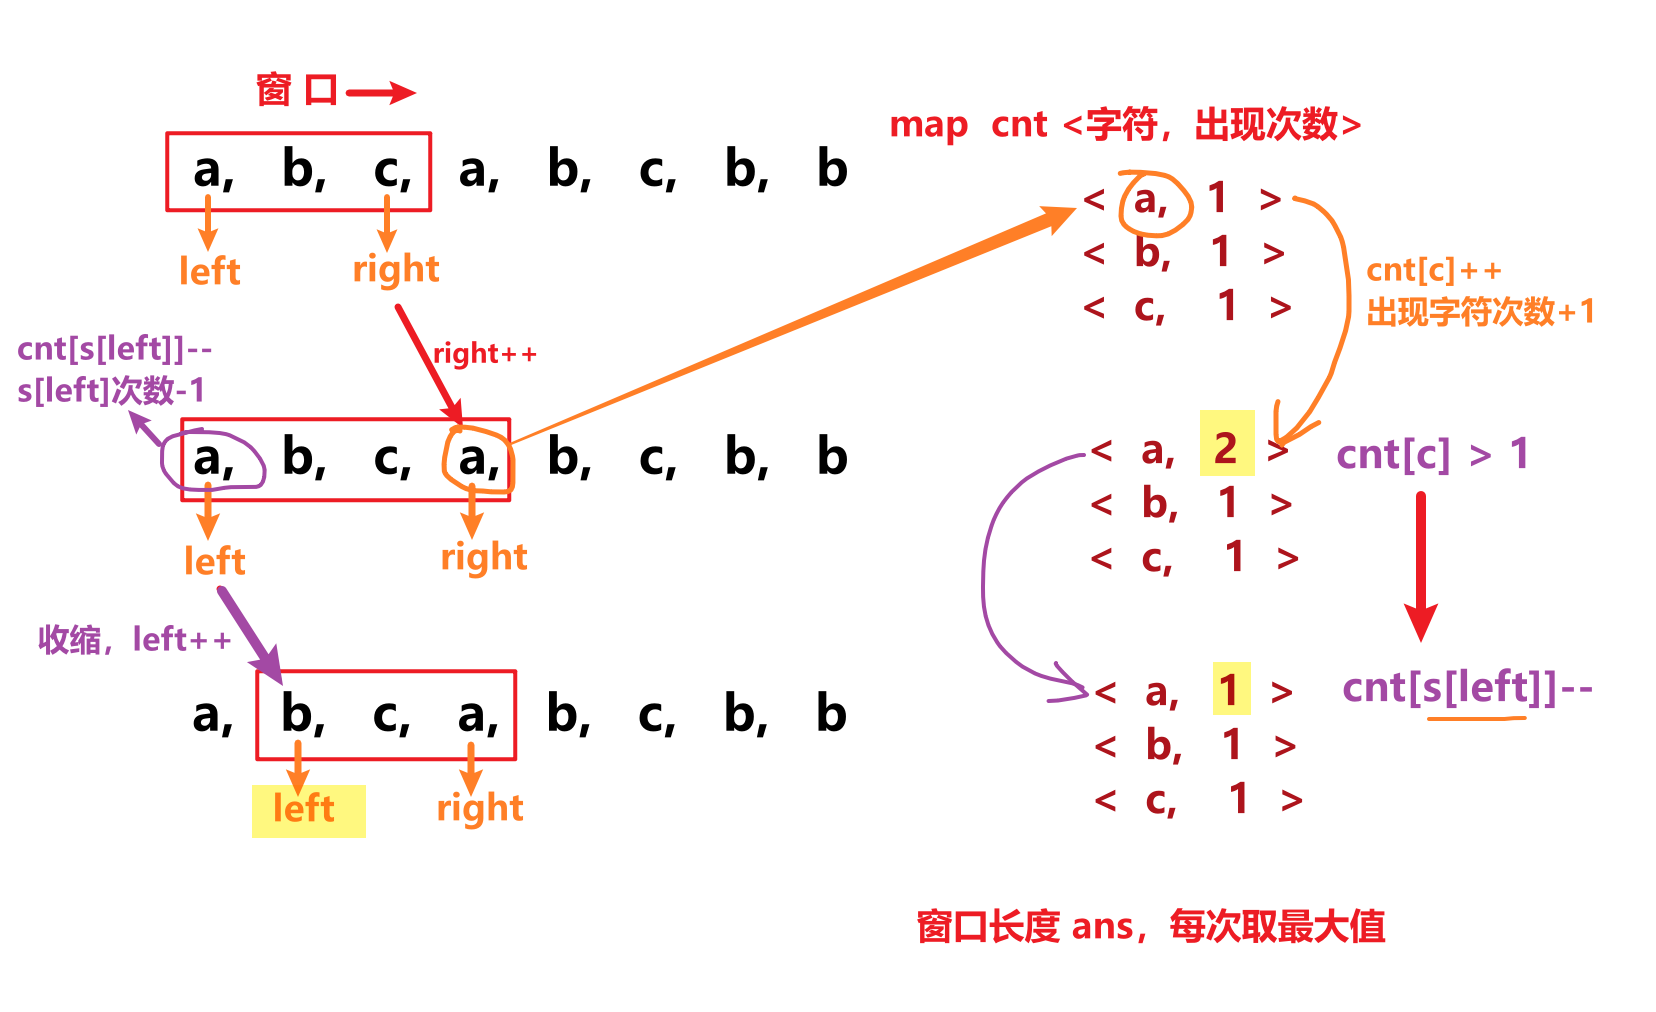 窗 口
a, b, c, a, b, c, b, b
left right
right++
cnt[s[left]]--
s[left]次数-1
a, b, c, a, b, c, b, b
left right
收缩，left++
a, b, c, a, b, c, b, b
left right
map cnt <字符，出现次数>
< a, 1 >
< b, 1 >
< c, 1 >
cnt[c]++
出现字符次数+1
< a, 2 > cnt[c] > 1
< b, 1 >
< c, 1 >
< a, 1 > cnt[s[left]]--
< b, 1 >
< c, 1 >
窗口长度 ans，每次取最大值